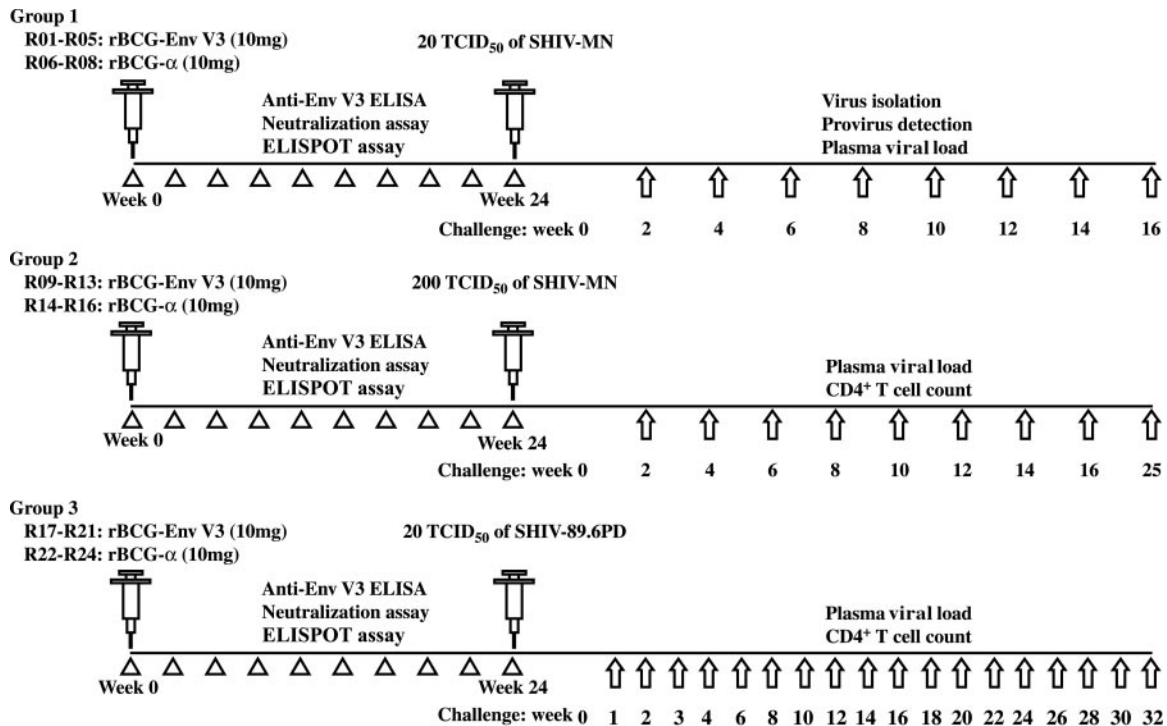 Group 1
R01-R05: rBCG-Env V3 (10mg)
20 TCID₅₀ of SHIV-MN
R06-R08: rBCG-α (10mg)
Anti-Env V3 ELISA
Neutralization assay
ELISPOT assay
Virus isolation
Provirus detection
Plasma viral load
Week 0
Week 24
Challenge: week 0 2 4 6 8 10 12 14 16
Group 2
R09-R13: rBCG-Env V3 (10mg)
200 TCID₅₀ of SHIV-MN
R14-R16: rBCG-α (10mg)
Anti-Env V3 ELISA
Neutralization assay
ELISPOT assay
Plasma viral load
CD4⁺ T cell count
Week 0
Week 24
Challenge: week 0 2 4 6 8 10 12 14 16 25
Group 3
R17-R21: rBCG-Env V3 (10mg)
20 TCID₅₀ of SHIV-89.6PD
R22-R24: rBCG-α (10mg)
Anti-Env V3 ELISA
Neutralization assay
ELISPOT assay
Plasma viral load
CD4⁺ T cell count
Week 0
Week 24
Challenge: week 0 1 2 3 4 6 8 10 12 14 16 18 20 22 24 26 28 30 32